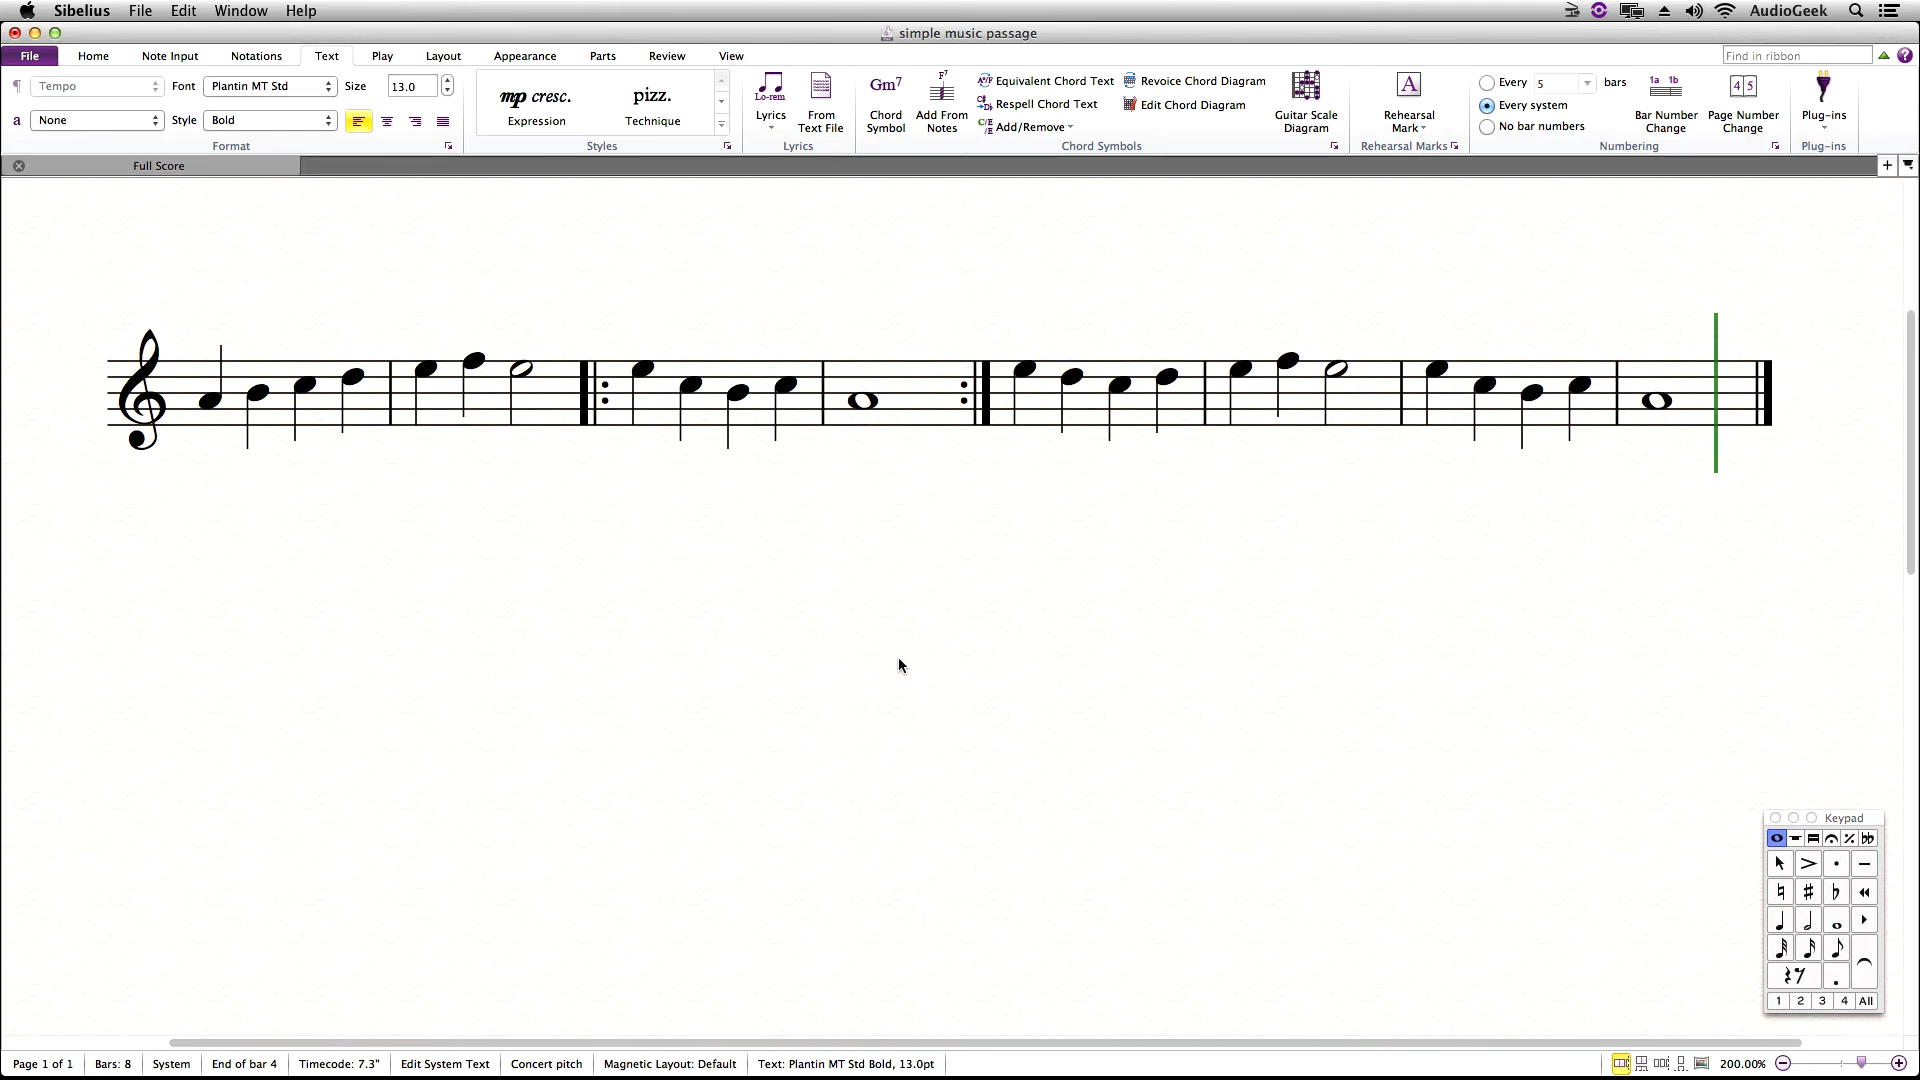 Sibelius File Edit Window Help AudioGeek
simple music passage
File Home Note Input Notations Text Play Layout Appearance Parts Review View Find in ribbon
Tempo Font Plantin MT Std Size 13.0
a None Style Bold
Format
mp cresc. pizz.
Expression Technique
Styles
Lo-rem
Lyrics From Text File
Lyrics
Gm7 F7
Chord Symbol Add From Notes
Equivalent Chord Text Revoice Chord Diagram
Respell Chord Text Edit Chord Diagram
Add/Remove
Guitar Scale Diagram
Chord Symbols
A
Rehearsal Mark
Rehearsal Marks
Every 5 bars
Every system
No bar numbers
1a 1b 4 5
Bar Number Change Page Number Change
Numbering
Plug-ins
Plug-ins
Full Score
Keypad
1 2 3 4 All
Page 1 of 1 Bars: 8 System End of bar 4 Timecode: 7.3" Edit System Text Concert pitch Magnetic Layout: Default Text: Plantin MT Std Bold, 13.0pt 200.00%